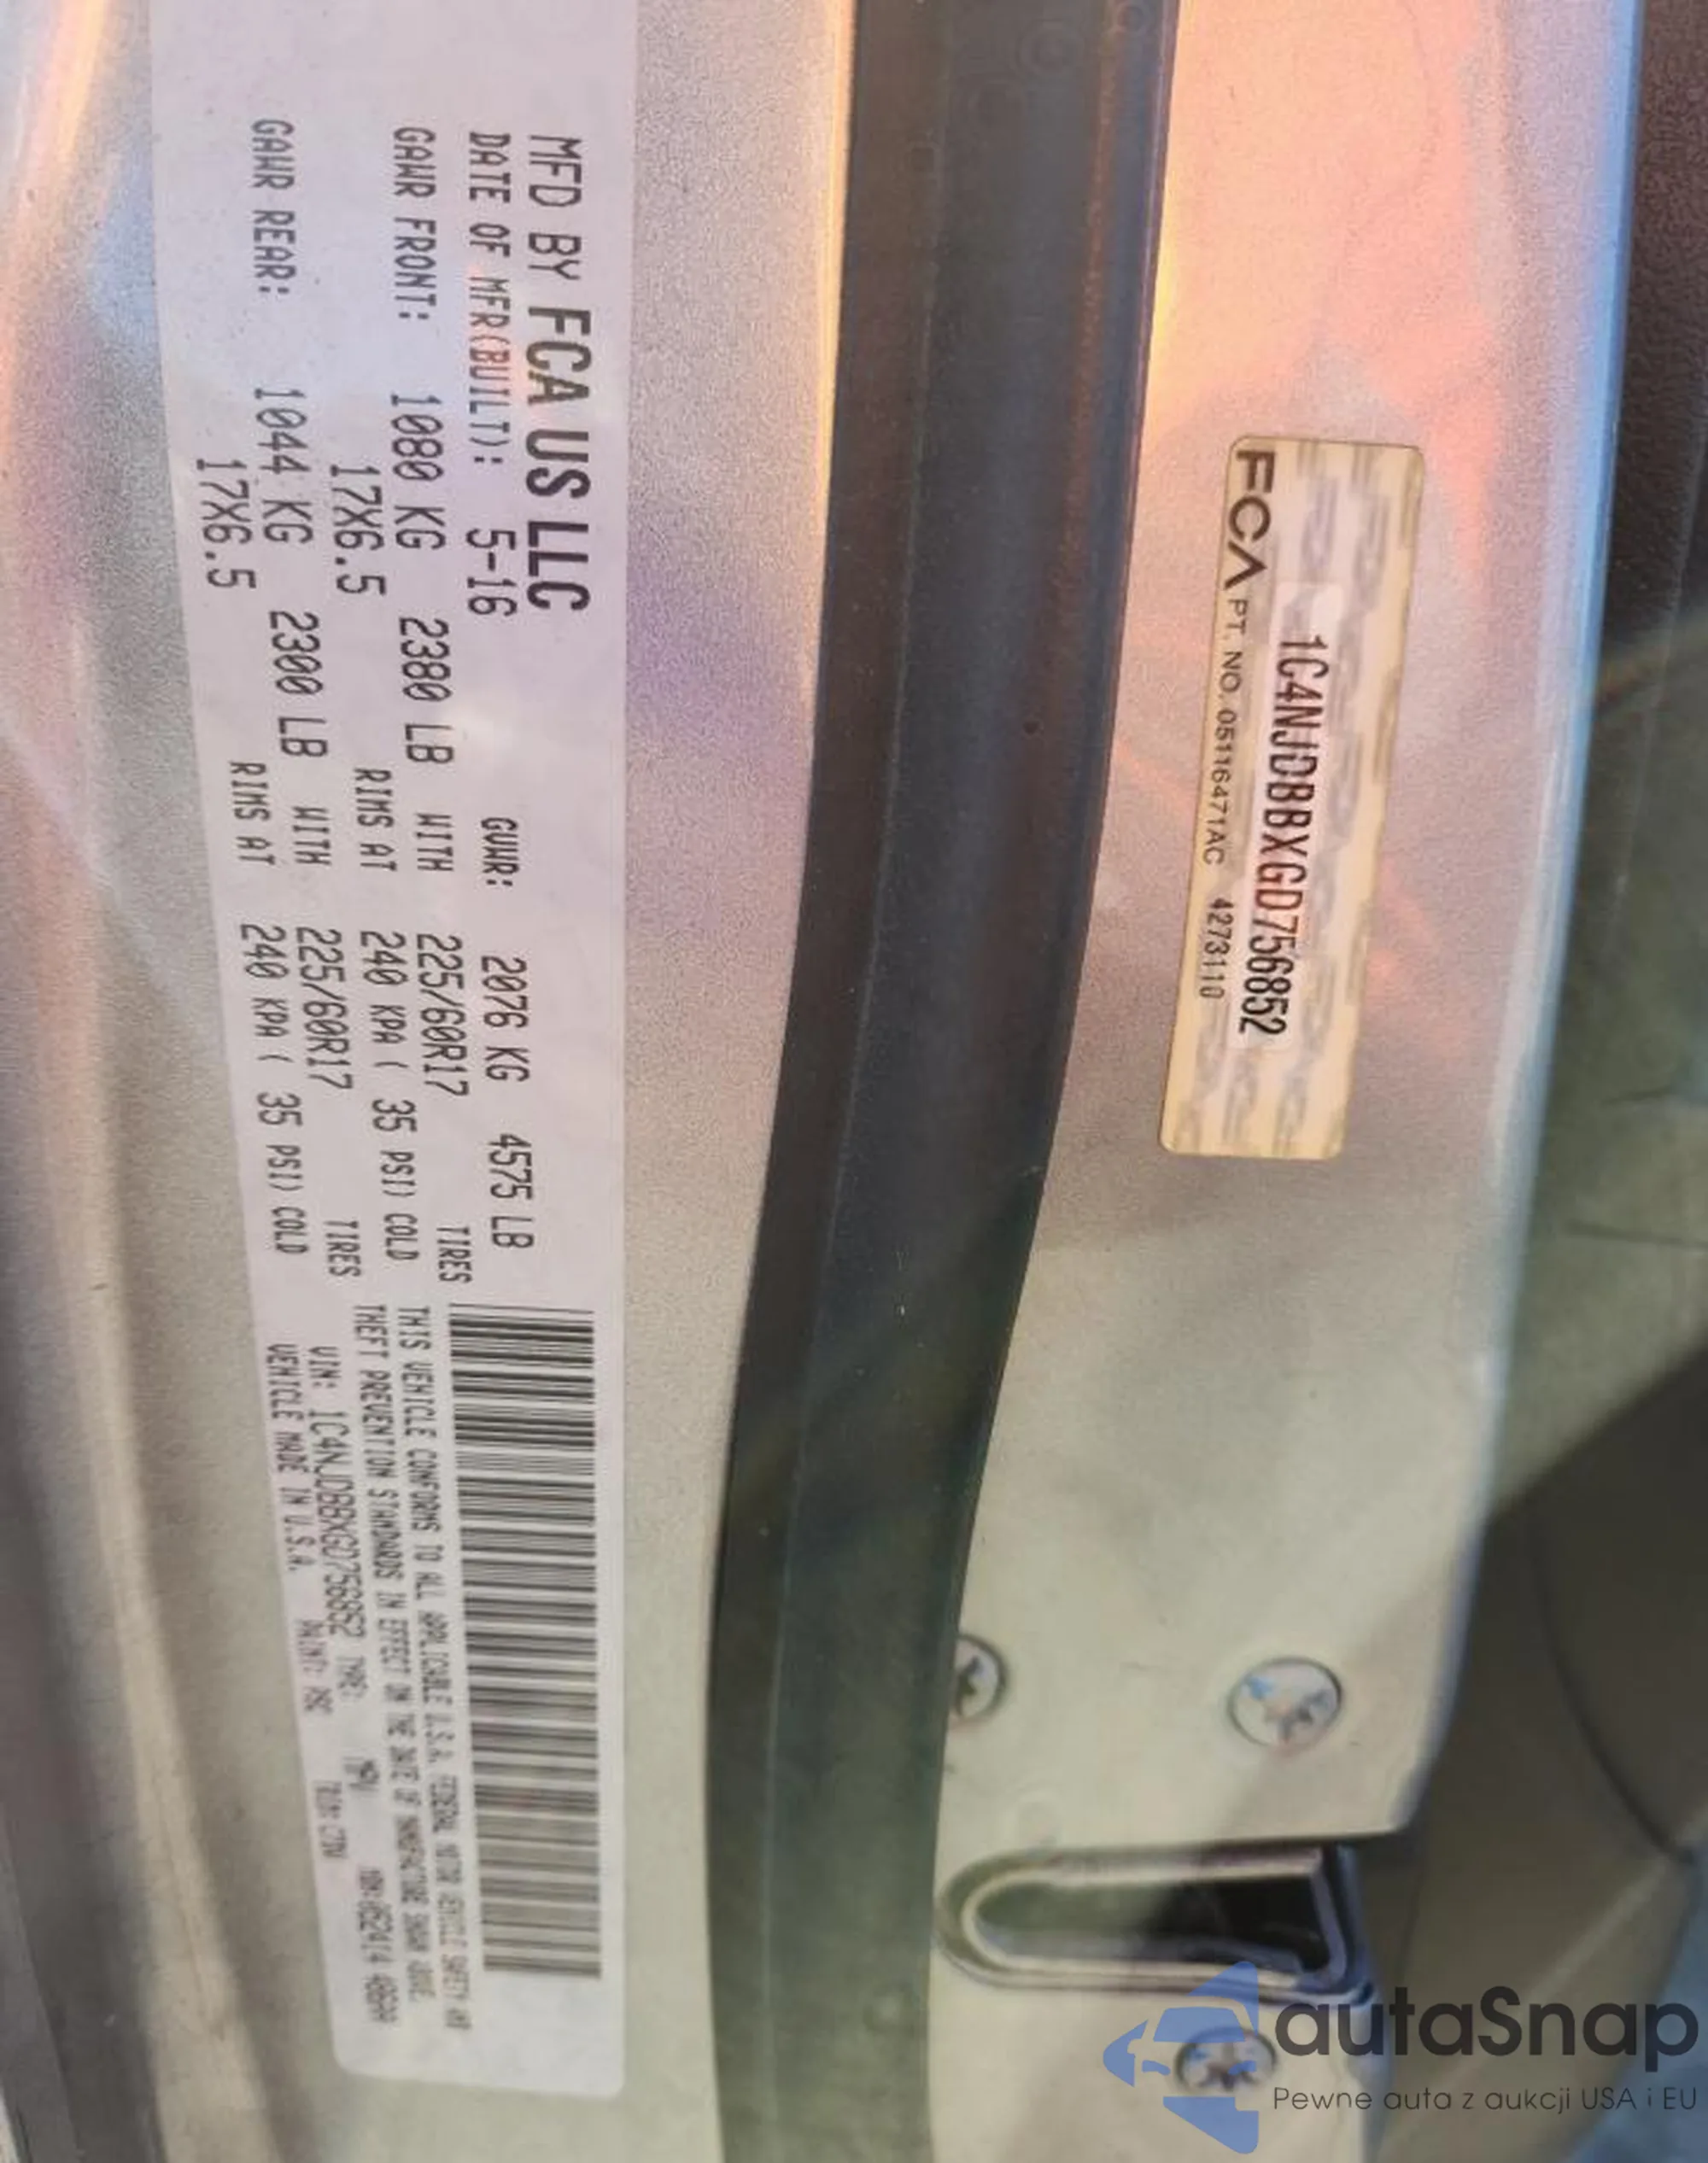 MFD BY FCA US LLC
DATE OF MFR(BUILT): 5-16 GVWR: 2076 KG 4575 LB
GAWR FRONT: 1080 KG 2380 LB WITH 225/60R17 TIRES
17X6.5 RIMS AT 240 KPA ( 35 PSI) COLD
GAWR REAR: 1044 KG 2300 LB WITH 225/60R17 TIRES
17X6.5 RIMS AT 240 KPA ( 35 PSI) COLD
THIS VEHICLE CONFORMS TO ALL APPLICABLE U.S.A. FEDERAL MOTOR VEHICLE SAFETY AND
THEFT PREVENTION STANDARDS IN EFFECT ON THE DATE OF MANUFACTURE SHOWN ABOVE.
VIN: 1C4NJDBBXGD756852 TYPE: MPV
VEHICLE MADE IN U.S.A. PAINT: PSC
1C4NJDBBXGD756852
FCA PT. NO. 05116471AC 4273110
autaSnap
Pewne auta z aukcji USA i EU